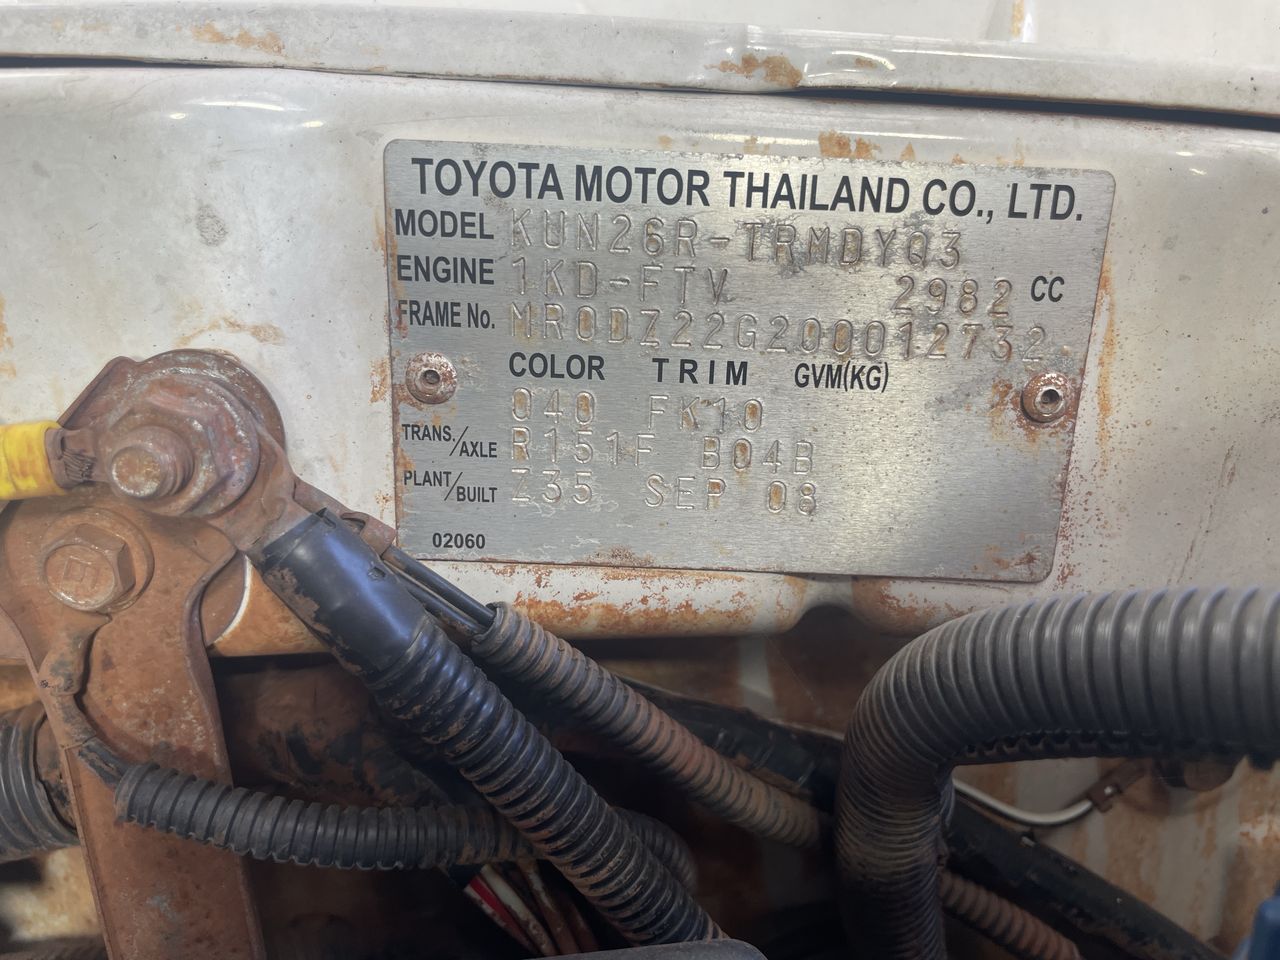 TOYOTA MOTOR THAILAND CO., LTD.
MODEL KUN26R-TRMDYQ3
ENGINE 1KD-FTV 2982 CC
FRAME No. MR0DZ22G200012732
COLOR TRIM GVM(KG)
040 FK10
TRANS./AXLE R151F B04B
PLANT/BUILT Z35 SEP 08
02060